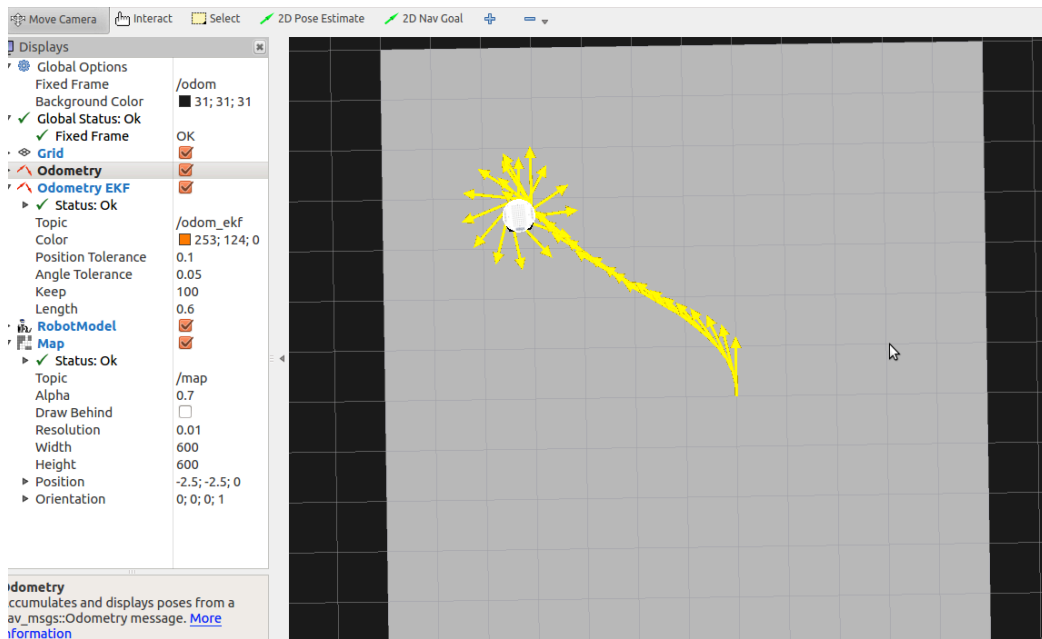 Move Camera Interact Select 2D Pose Estimate 2D Nav Goal
Displays
Global Options
Fixed Frame /odom
Background Color 31; 31; 31
Global Status: Ok
Fixed Frame OK
Grid
Odometry
Odometry EKF
Status: Ok
Topic /odom_ekf
Color 253; 124; 0
Position Tolerance 0.1
Angle Tolerance 0.05
Keep 100
Length 0.6
RobotModel
Map
Status: Ok
Topic /map
Alpha 0.7
Draw Behind
Resolution 0.01
Width 600
Height 600
Position -2.5; -2.5; 0
Orientation 0; 0; 0; 1
Odometry
ccumulates and displays poses from a
av_msgs::Odometry message. More
nformation